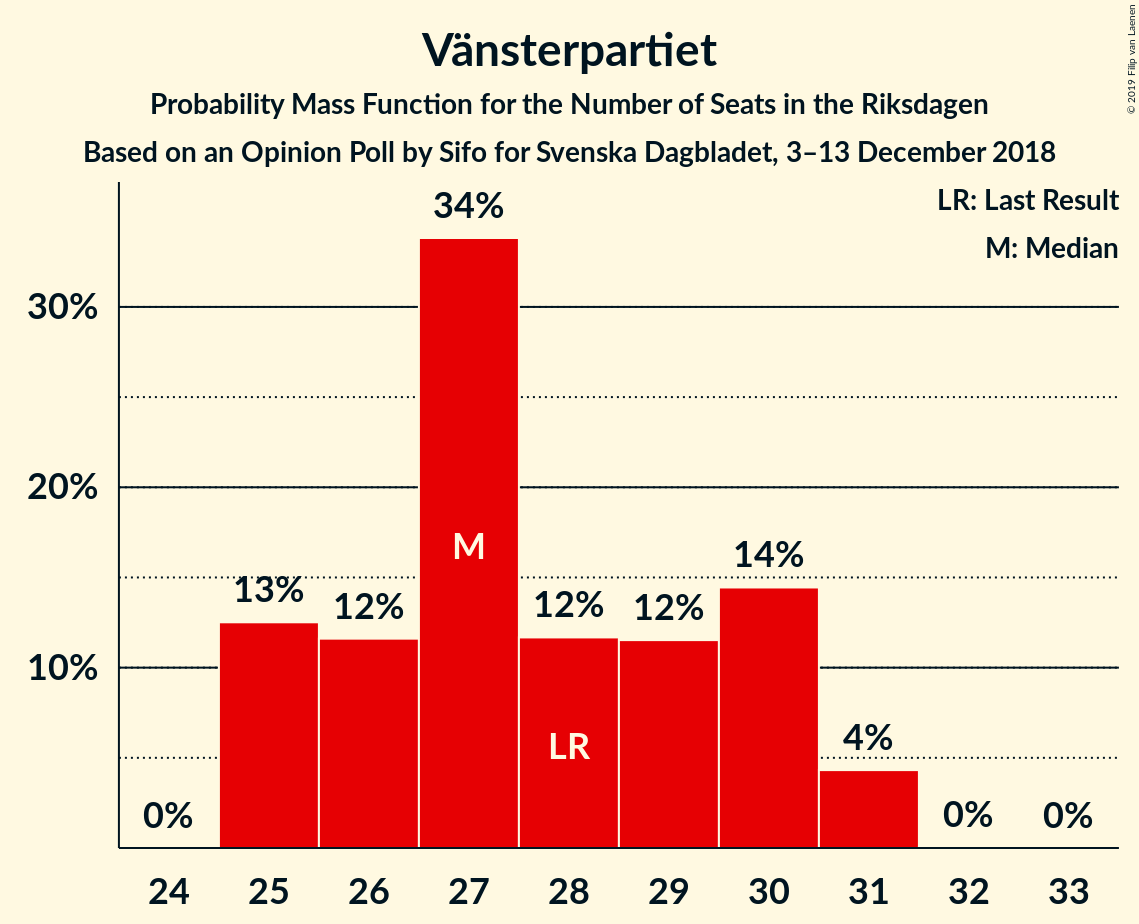 Vänsterpartiet
Probability Mass Function for the Number of Seats in the Riksdagen
Based on an Opinion Poll by Sifo for Svenska Dagbladet, 3–13 December 2018
© 2019 Filip van Laenen
LR: Last Result
M: Median
30%
20%
10%
0%
13%
12%
34%
12%
12%
14%
4%
0%
0%
M
LR
24 25 26 27 28 29 30 31 32 33